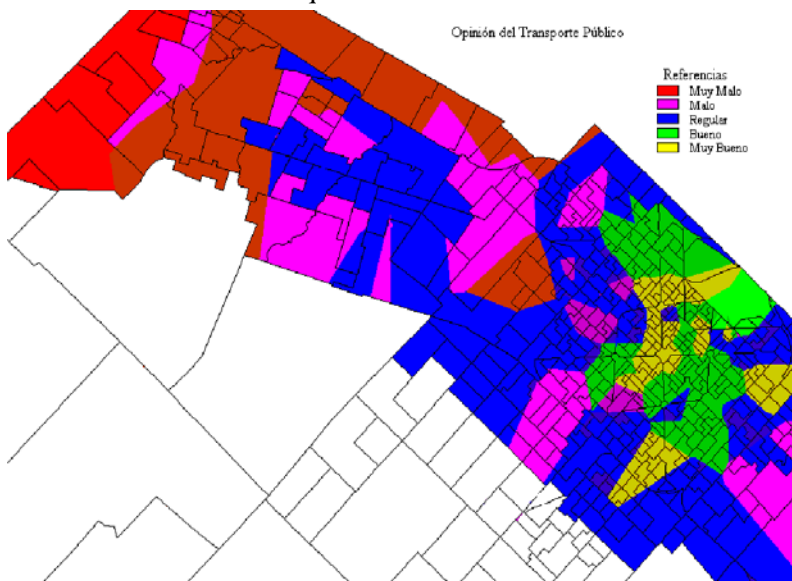 Opinión del Transporte Público
Referencias
Muy Malo
Malo
Regular
Bueno
Muy Bueno